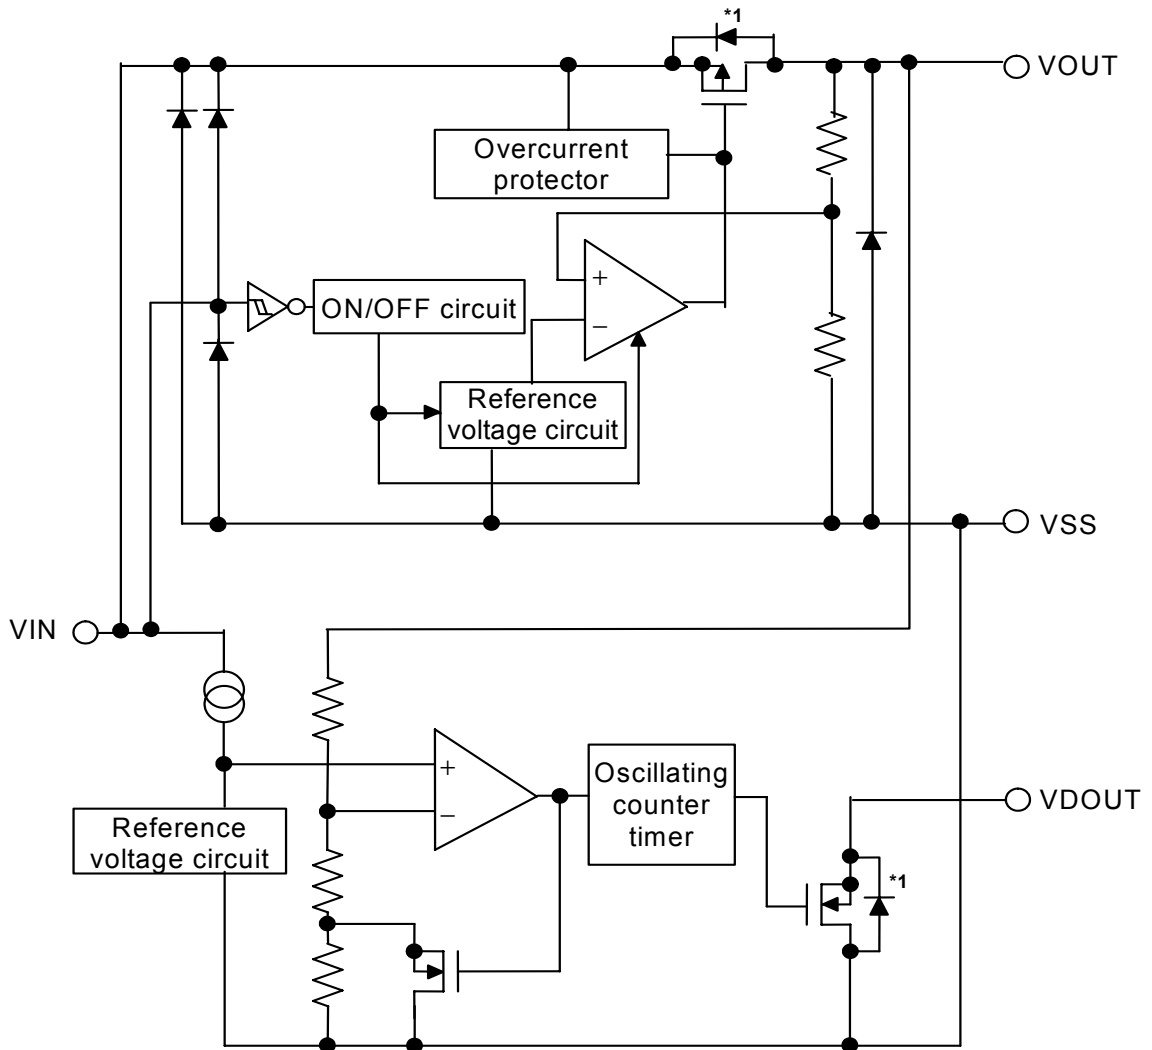 *1
VOUT
Overcurrent
protector
+
−
ON/OFF circuit
Reference
voltage circuit
VSS
VIN
+
−
Oscillating
counter
timer
VDOUT
Reference
voltage circuit
*1